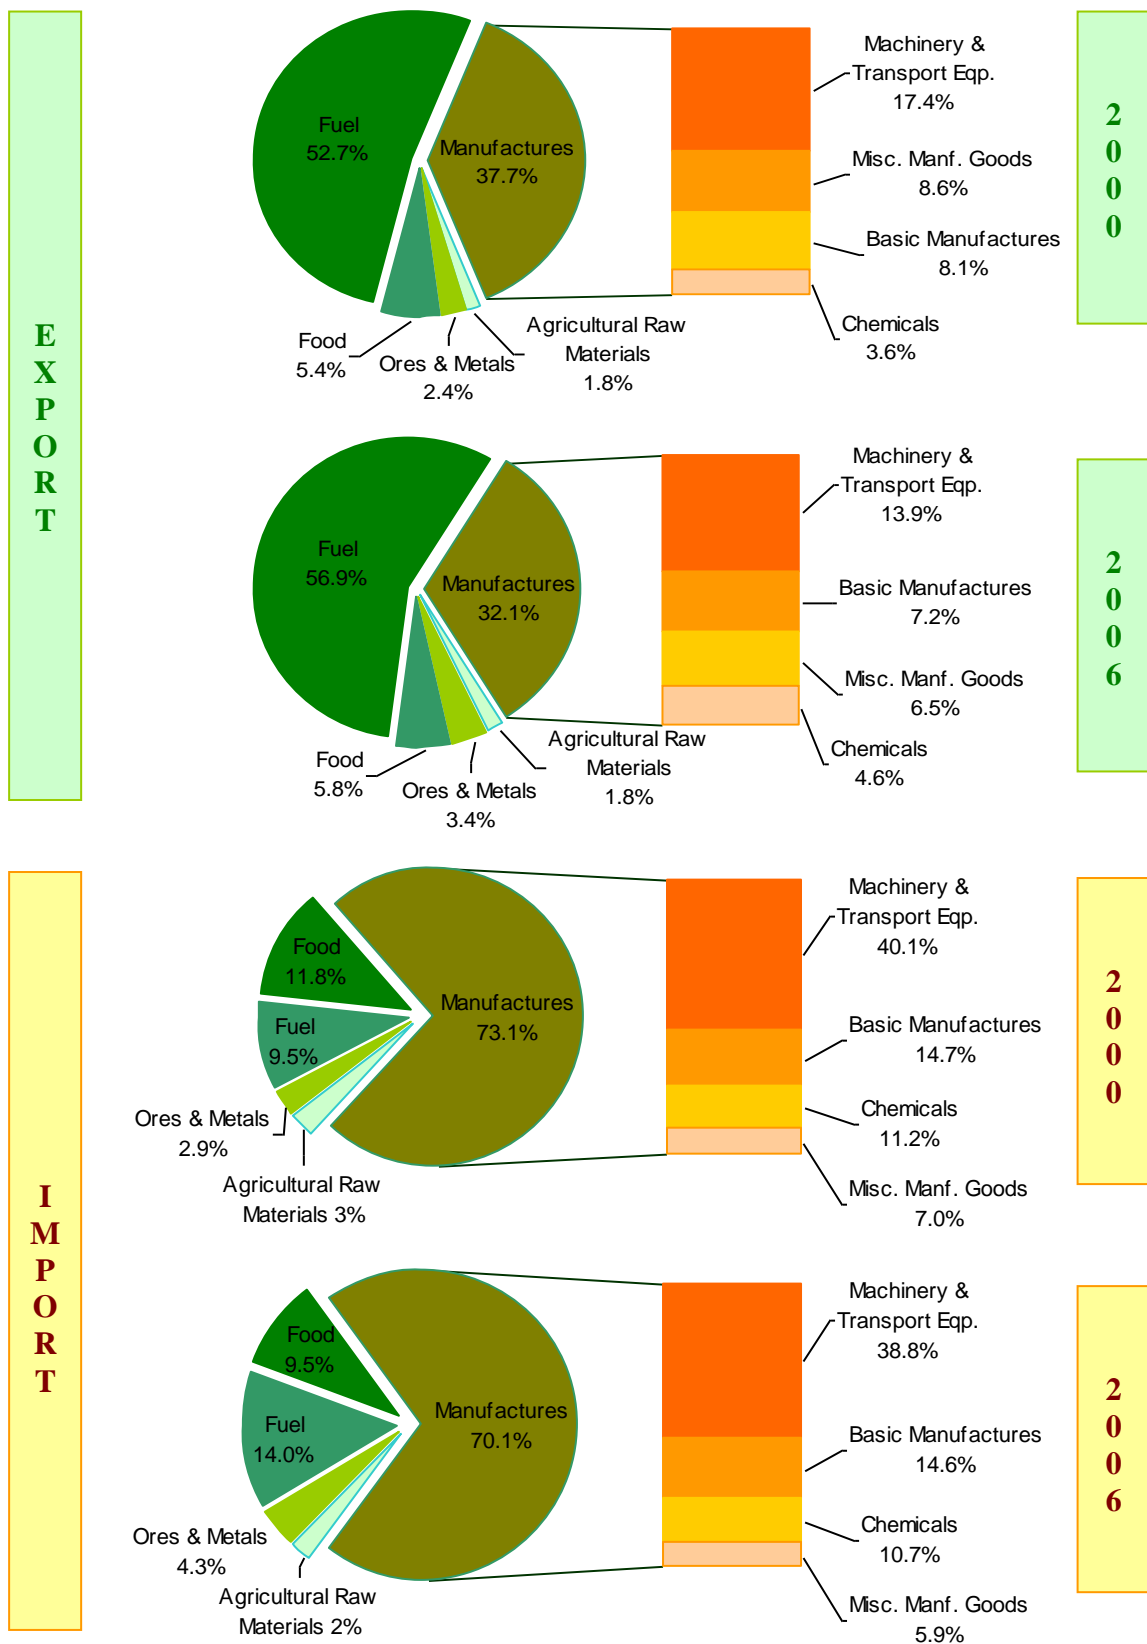 EXPORT
Fuel
52.7%
Manufactures
37.7%
Food
5.4%
Ores & Metals
2.4%
Agricultural Raw
Materials
1.8%
Machinery &
Transport Eqp.
17.4%
Misc. Manf. Goods
8.6%
Basic Manufactures
8.1%
Chemicals
3.6%
2000
Fuel
56.9%
Manufactures
32.1%
Food
5.8%
Ores & Metals
3.4%
Agricultural Raw
Materials
1.8%
Machinery &
Transport Eqp.
13.9%
Basic Manufactures
7.2%
Misc. Manf. Goods
6.5%
Chemicals
4.6%
2006
IMPORT
Food
11.8%
Fuel
9.5%
Manufactures
73.1%
Ores & Metals
2.9%
Agricultural Raw
Materials 3%
Machinery &
Transport Eqp.
40.1%
Basic Manufactures
14.7%
Chemicals
11.2%
Misc. Manf. Goods
7.0%
2000
Food
9.5%
Fuel
14.0%
Manufactures
70.1%
Ores & Metals
4.3%
Agricultural Raw
Materials 2%
Machinery &
Transport Eqp.
38.8%
Basic Manufactures
14.6%
Chemicals
10.7%
Misc. Manf. Goods
5.9%
2006